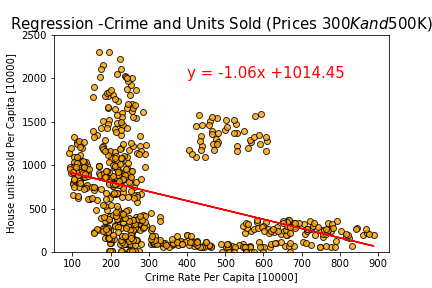 Regression -Crime and Units Sold (Prices 300Kand500K)
y = -1.06x +1014.45
House units sold Per Capita [10000]
2500
2000
1500
1000
500
0
100 200 300 400 500 600 700 800 900
Crime Rate Per Capita [10000]